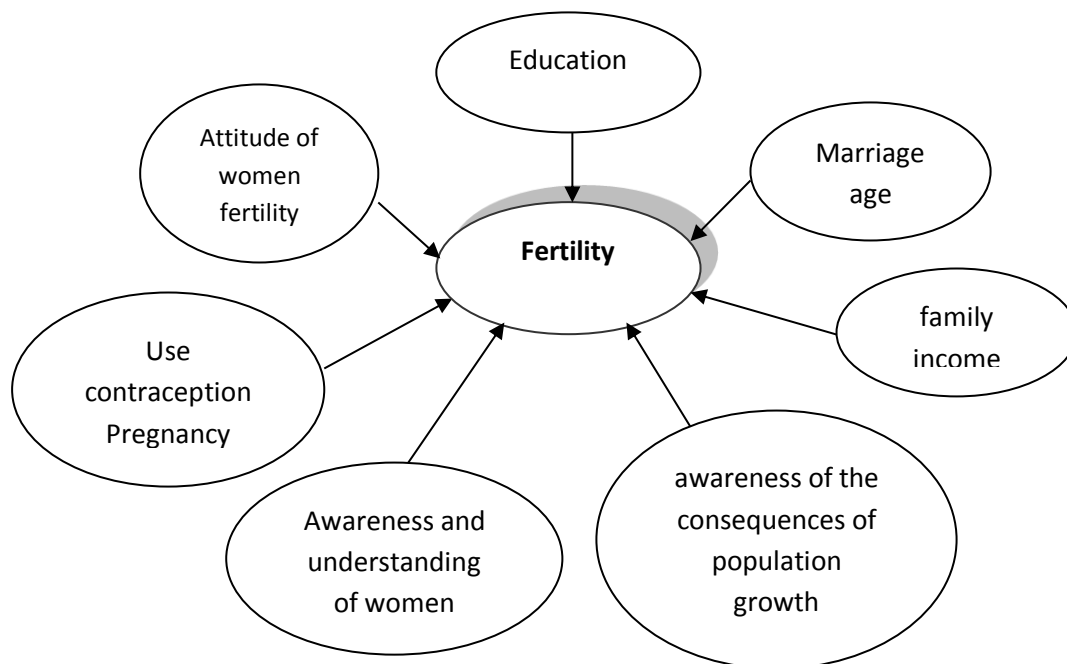 Education
Attitude of
women
fertility
Marriage
age
Fertility
family
income
Use
contraception
Pregnancy
Awareness and
understanding
of women
awareness of the
consequences of
population
growth